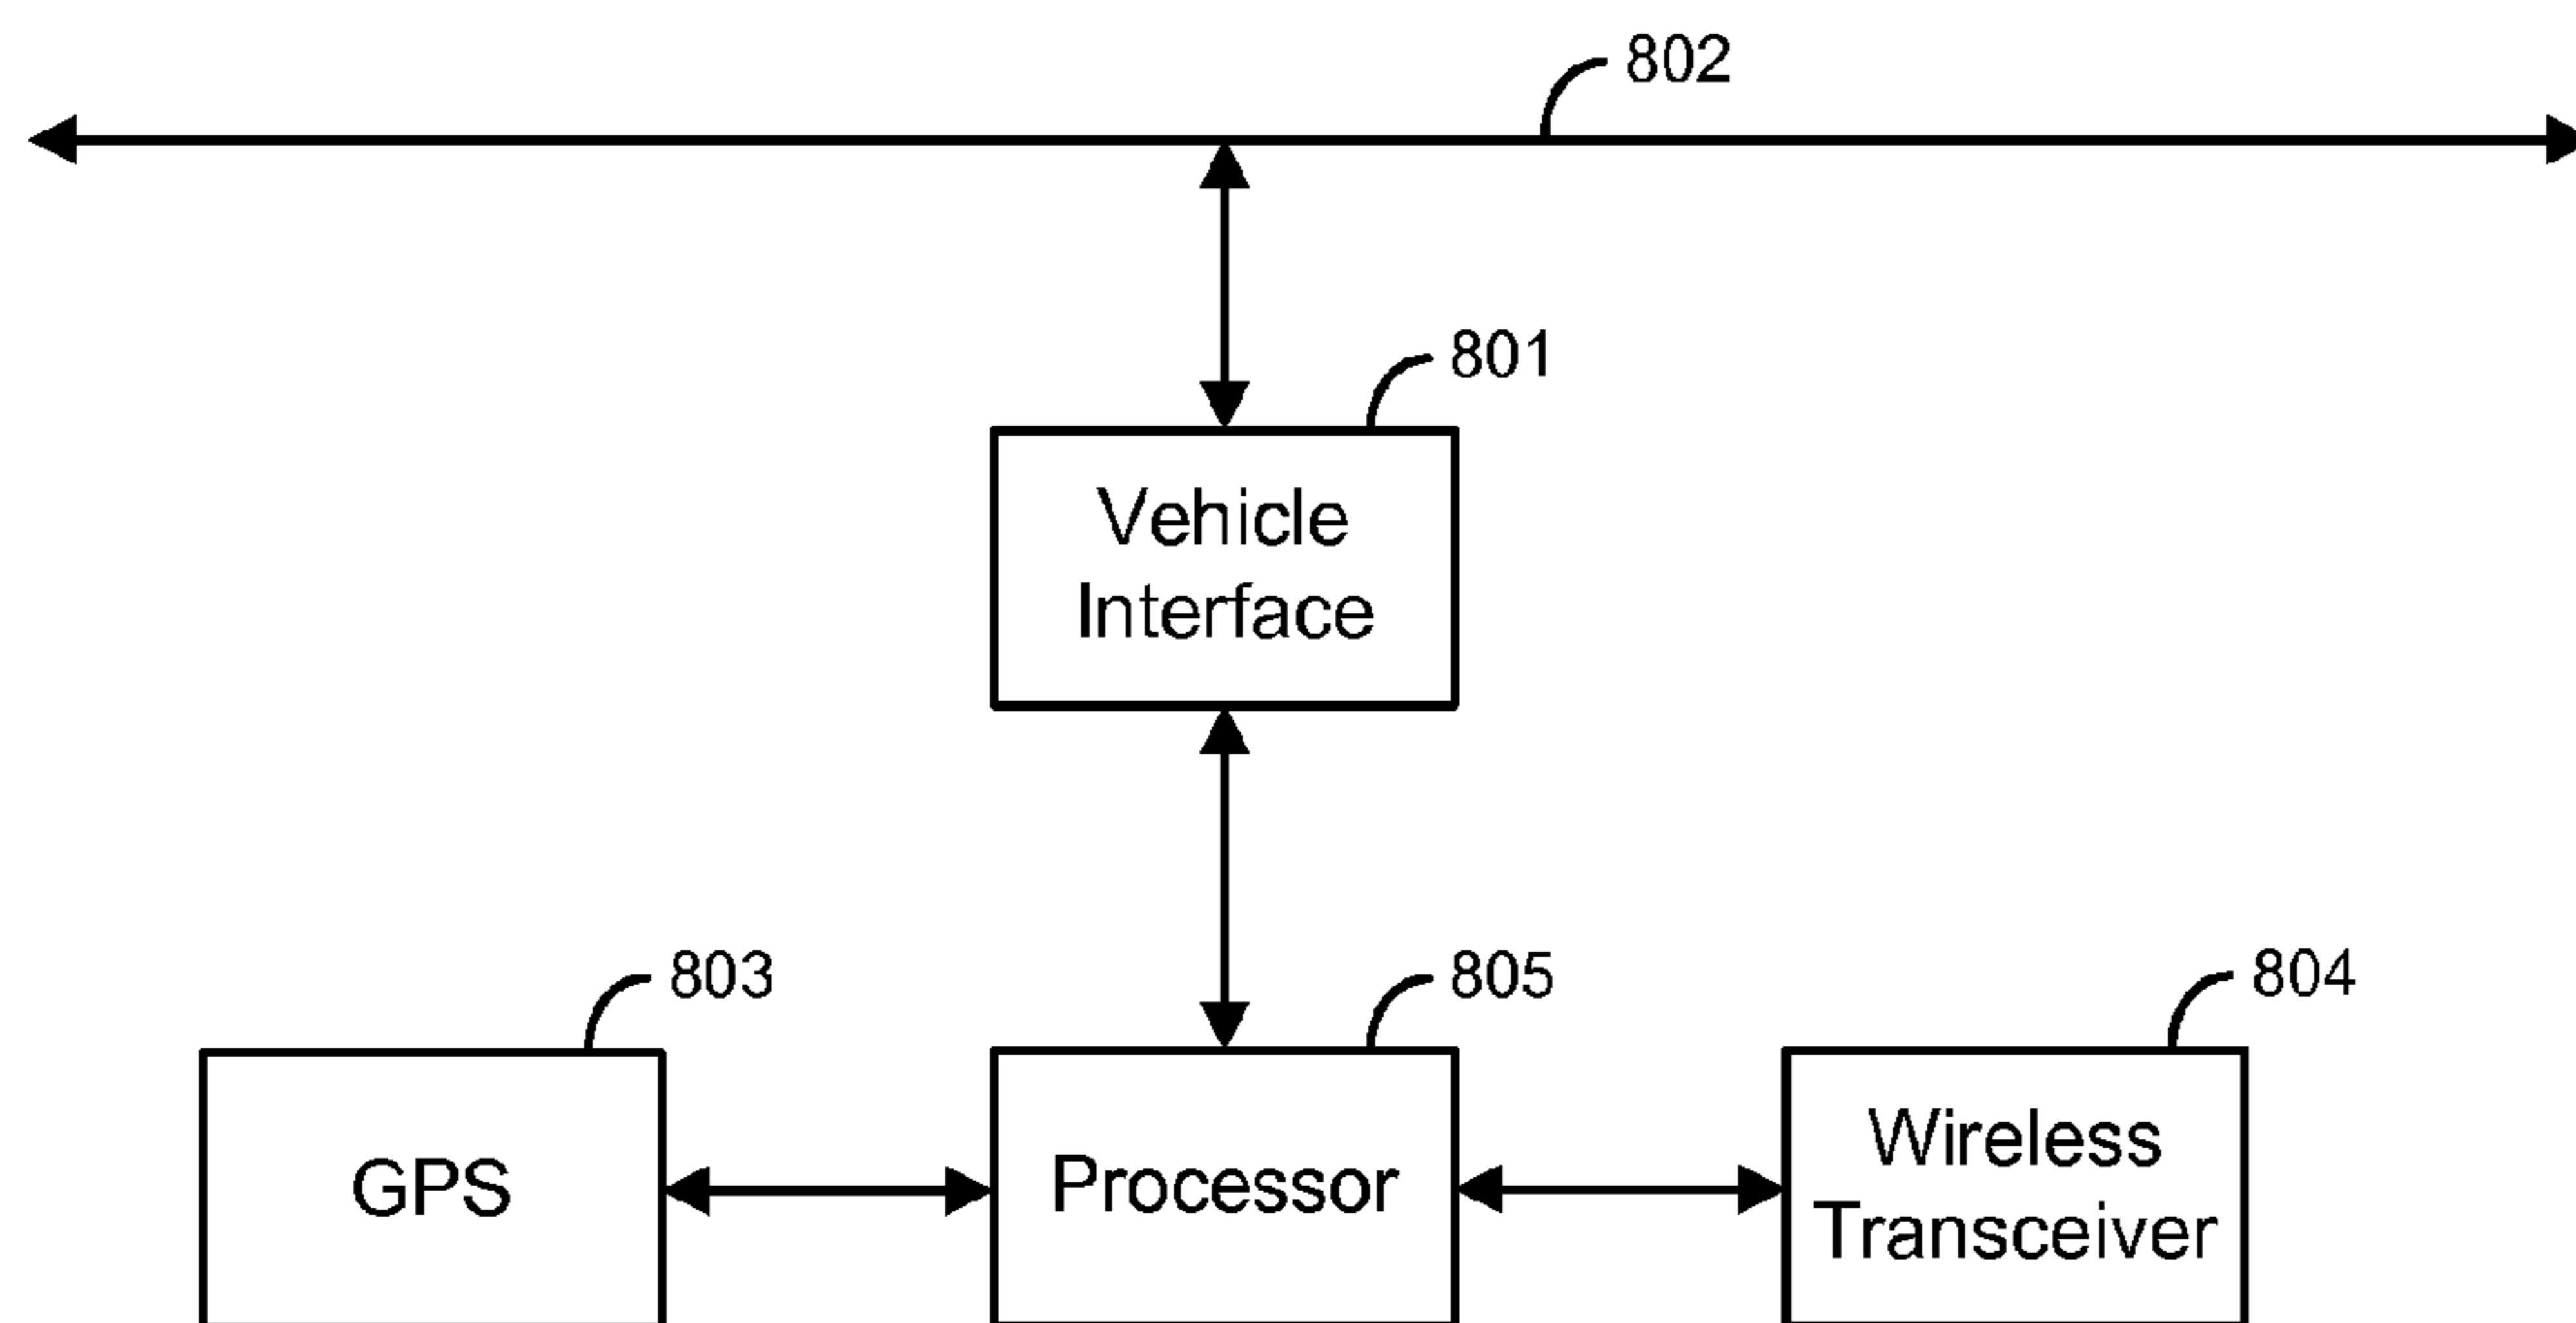 802
801
Vehicle
Interface
803
805
804
GPS
Processor
Wireless
Transceiver